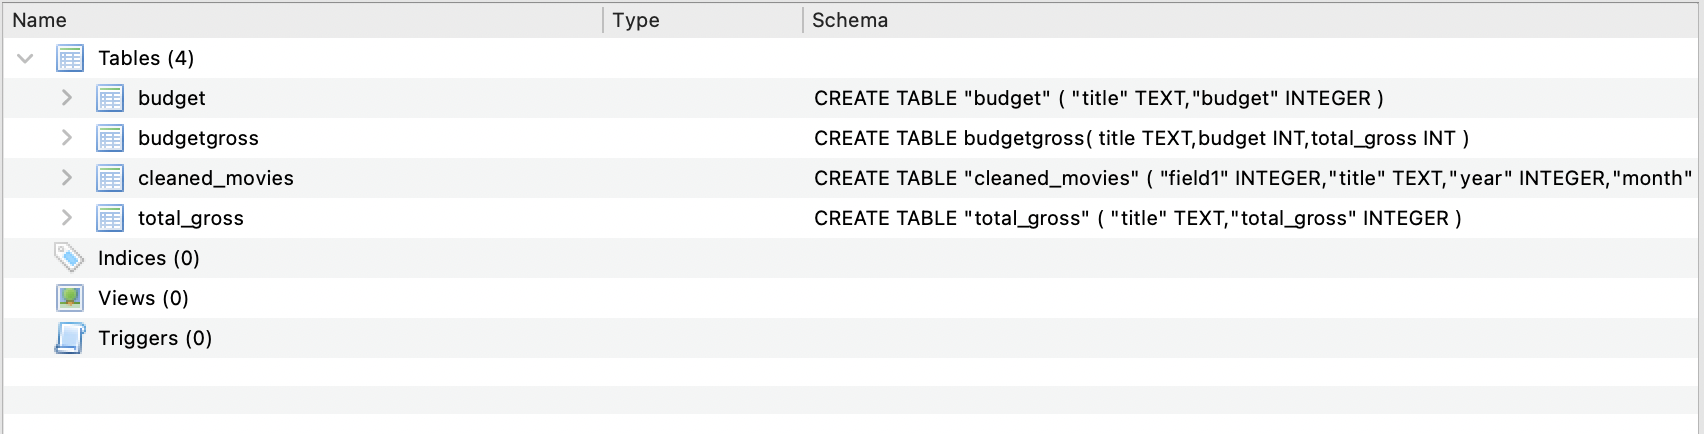 Name Type Schema
Tables (4)
budget CREATE TABLE "budget" ( "title" TEXT,"budget" INTEGER )
budgetgross CREATE TABLE budgetgross( title TEXT,budget INT,total_gross INT )
cleaned_movies CREATE TABLE "cleaned_movies" ( "field1" INTEGER,"title" TEXT,"year" INTEGER,"month"
total_gross CREATE TABLE "total_gross" ( "title" TEXT,"total_gross" INTEGER )
Indices (0)
Views (0)
Triggers (0)